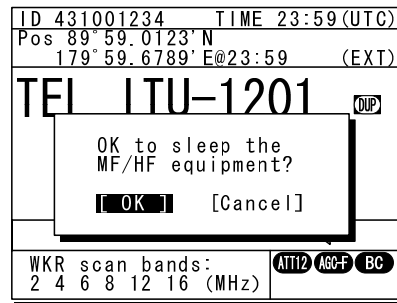 ID 431001234 TIME 23:59(UTC)
Pos 89°59.0123'N
179°59.6789'E@23:59 (EXT)
TEL ITU-1201 DUP
OK to sleep the
MF/HF equipment?
[ OK ] [Cancel]
WKR scan bands: ATT12 AGC-F BC
2 4 6 8 12 16 (MHz)